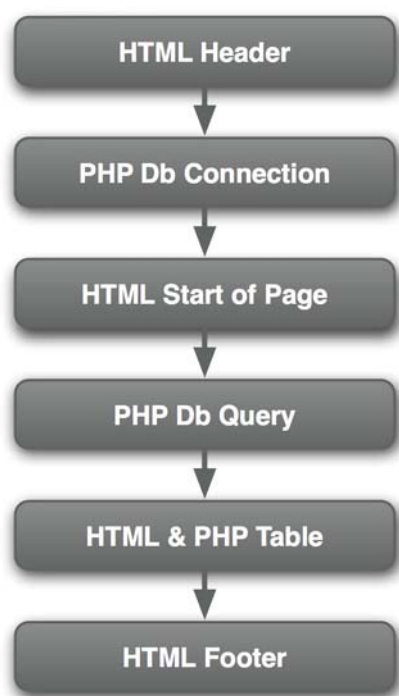 HTML Header
PHP Db Connection
HTML Start of Page
PHP Db Query
HTML & PHP Table
HTML Footer